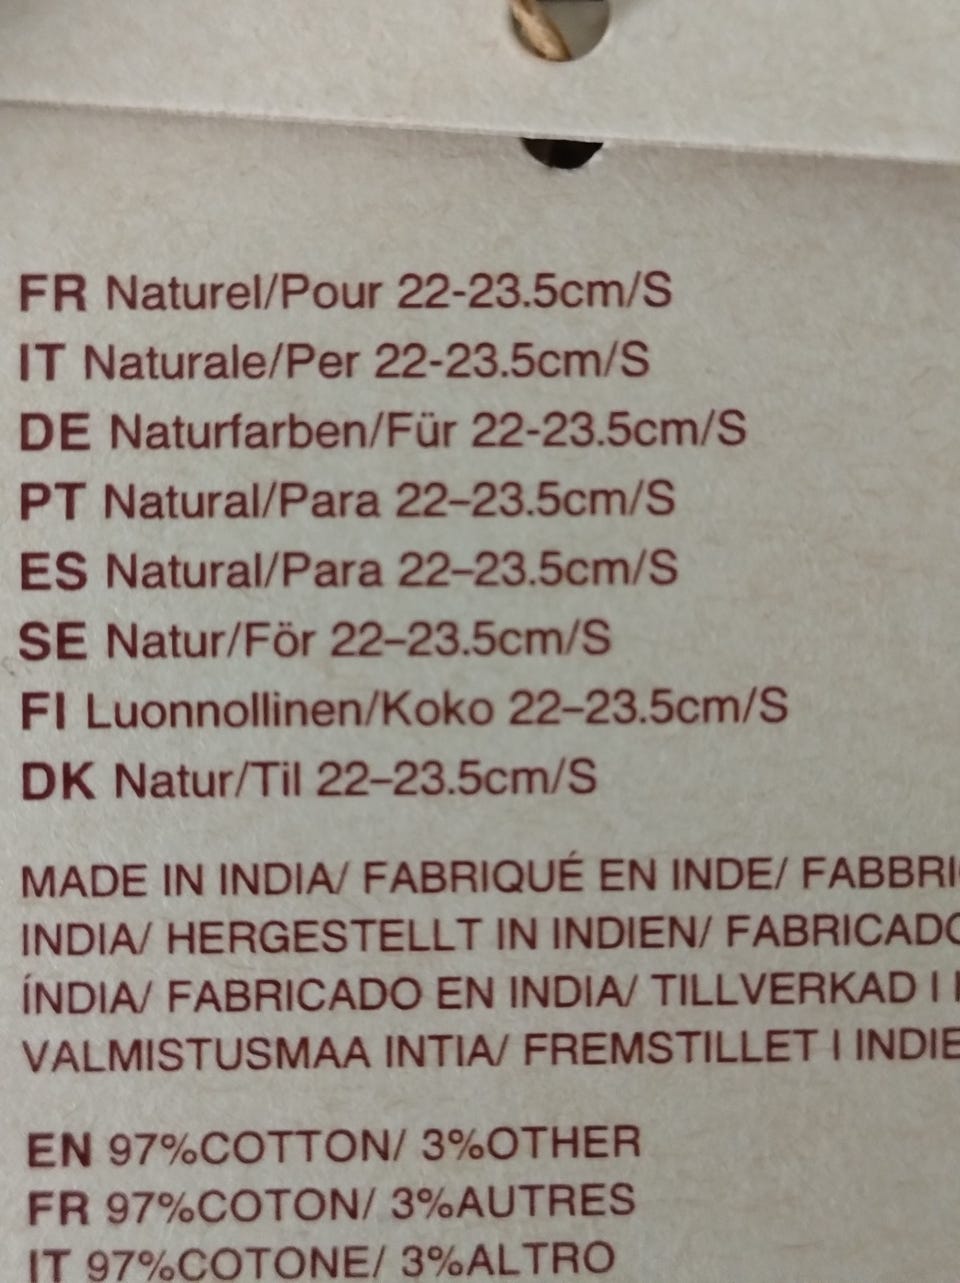 FR Naturel/Pour 22-23.5cm/S
IT Naturale/Per 22-23.5cm/S
DE Naturfarben/Für 22-23.5cm/S
PT Natural/Para 22–23.5cm/S
ES Natural/Para 22–23.5cm/S
SE Natur/För 22–23.5cm/S
FI Luonnollinen/Koko 22–23.5cm/S
DK Natur/Til 22–23.5cm/S
MADE IN INDIA/ FABRIQUÉ EN INDE/ FABBRI
INDIA/ HERGESTELLT IN INDIEN/ FABRICADO
ÍNDIA/ FABRICADO EN INDIA/ TILLVERKAD I
VALMISTUSMAA INTIA/ FREMSTILLET I INDIE
EN 97%COTTON/ 3%OTHER
FR 97%COTON/ 3%AUTRES
IT 97%COTONE/ 3%ALTRO